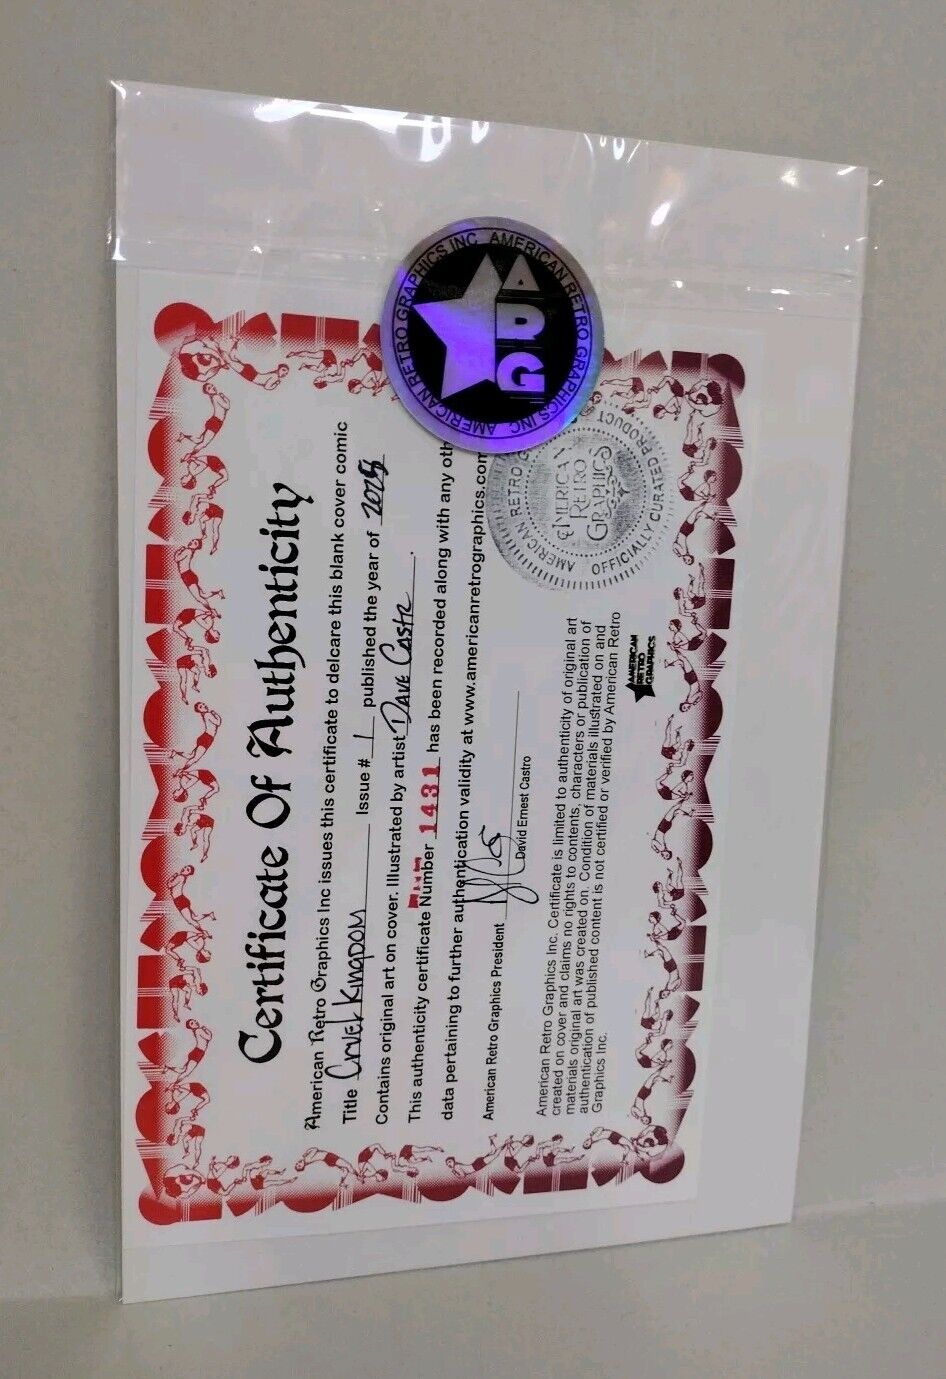 AMERICAN RETRO GRAPHICS INC. AMERICAN RETRO GRAPHICS INC.
ARG
Certificate Of Authenticity
American Retro Graphics Inc issues this certificate to delcare this blank cover comic
Title Cruel Kingdom Issue # 1 published the year of
Contains original art on cover. Illustrated by artist Dave Castr.
This authenticity certificate Number 1431 has been recorded along with any oth
data pertaining to further authentication validity at www.americanretrographics.com
American Retro Graphics President
David Ernest Castro
American Retro Graphics Inc. Certificate is limited to authenticity of original art
created on cover and claims no rights to contents, characters or publication of
materials original art was created on. Condition of materials illustrated on and
authentication of published content is not certified or verified by American Retro
Graphics Inc.
AMERICAN RETRO G
OFFICIALLY CURATED PRODUCT
AMERICAN
RETRO
GRAPHICS
AMERICAN
RETRO
GRAPHICS